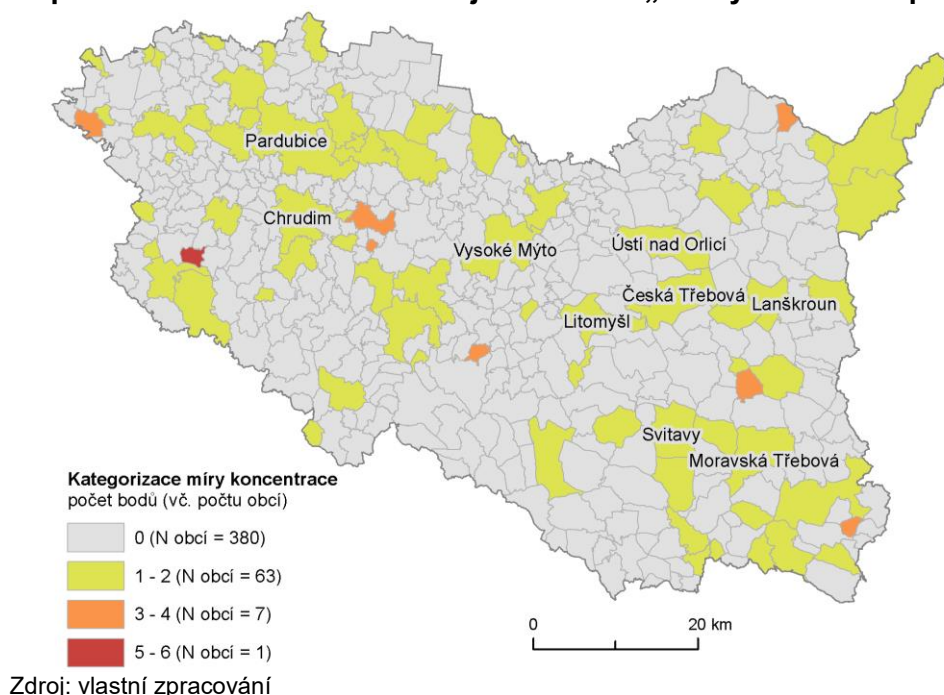 Pardubice
Chrudim
Vysoké Mýto
Ústí nad Orlicí
Česká Třebová
Lanškroun
Litomyšl
Svitavy
Moravská Třebová
Kategorizace míry koncentrace
počet bodů (vč. počtu obcí)
0 (N obcí = 380)
1 - 2 (N obcí = 63)
3 - 4 (N obcí = 7)
5 - 6 (N obcí = 1)
0 20 km
Zdroj: vlastní zpracování